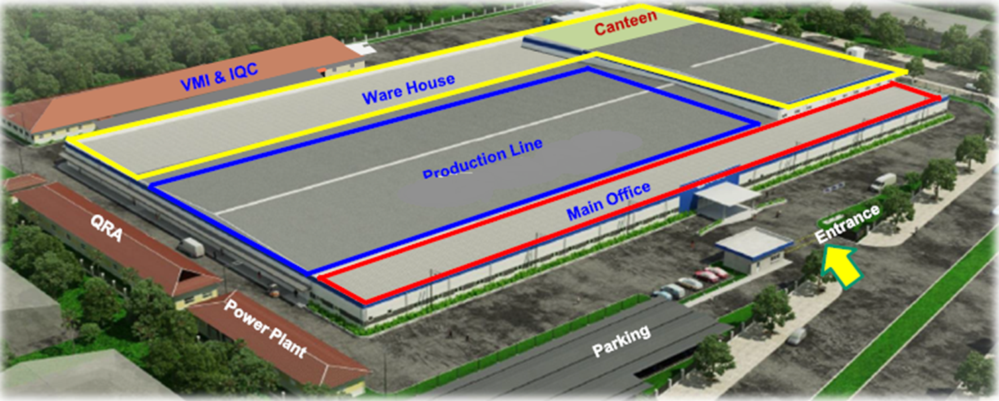 Canteen
VMI & IQC
Ware House
Production Line
Main Office
Entrance
QRA
Power Plant
Parking